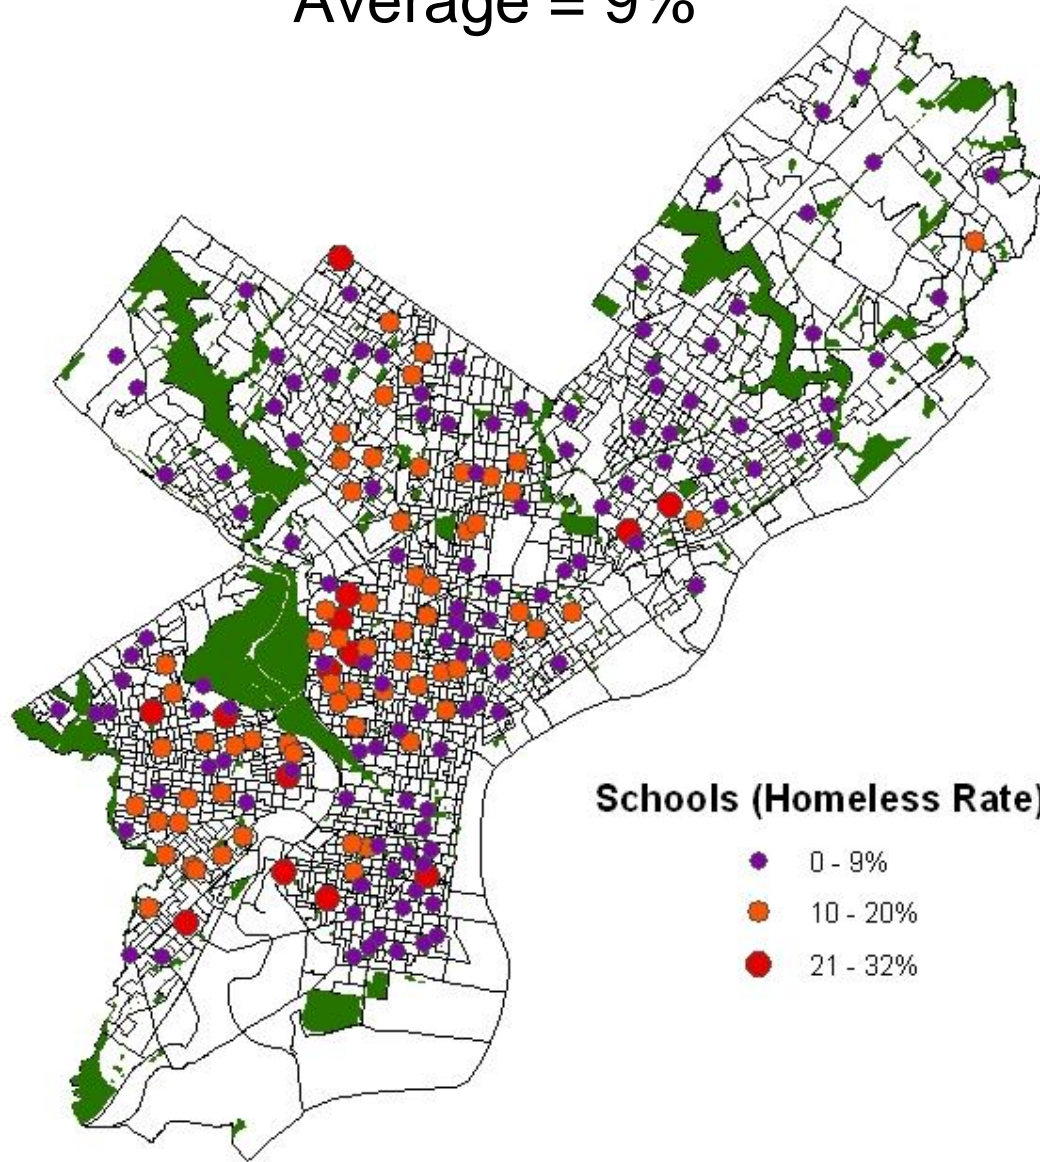 Average = 9%
Schools (Homeless Rate)
0 - 9%
10 - 20%
21 - 32%